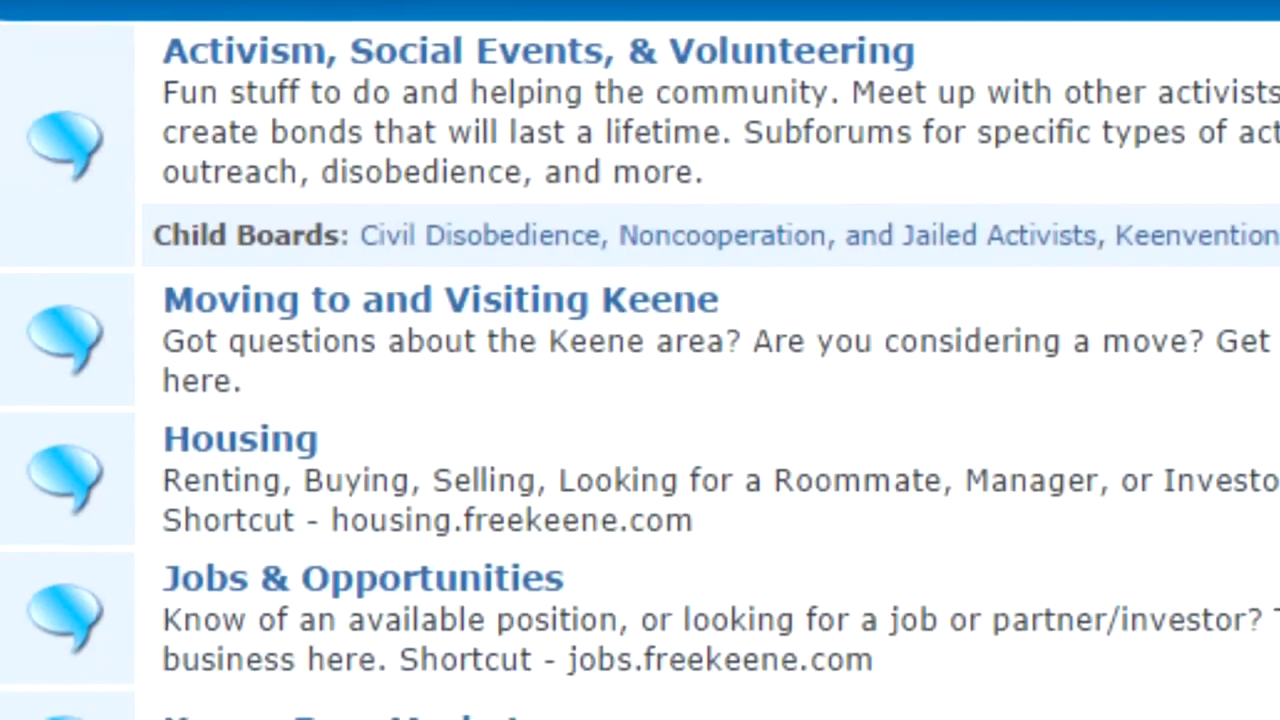 Activism, Social Events, & Volunteering
Fun stuff to do and helping the community. Meet up with other activists
create bonds that will last a lifetime. Subforums for specific types of act
outreach, disobedience, and more.
Child Boards: Civil Disobedience, Noncooperation, and Jailed Activists, Keenvention
Moving to and Visiting Keene
Got questions about the Keene area? Are you considering a move? Get
here.
Housing
Renting, Buying, Selling, Looking for a Roommate, Manager, or Investo
Shortcut - housing.freekeene.com
Jobs & Opportunities
Know of an available position, or looking for a job or partner/investor?
business here. Shortcut - jobs.freekeene.com